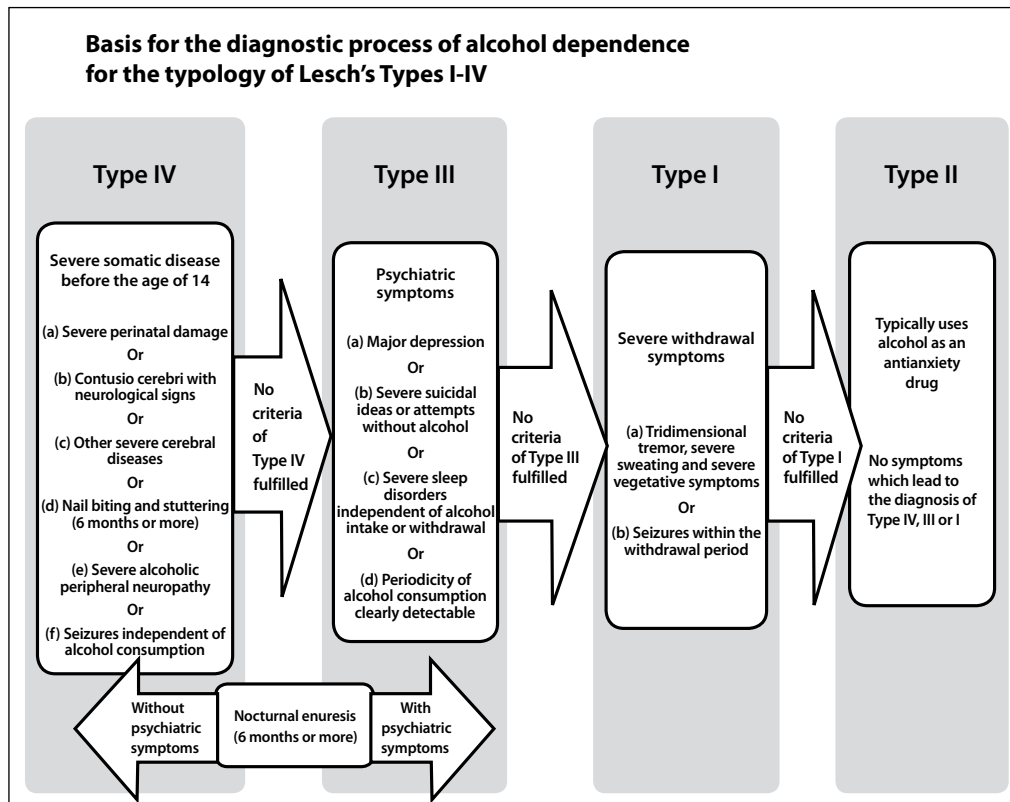 Basis for the diagnostic process of alcohol dependence
for the typology of Lesch's Types I-IV
Type IV
Severe somatic disease
before the age of 14
(a) Severe perinatal damage
Or
(b) Contusio cerebri with
neurological signs
Or
(c) Other severe cerebral
diseases
Or
(d) Nail biting and stuttering
(6 months or more)
Or
(e) Severe alcoholic
peripheral neuropathy
Or
(f) Seizures independent of
alcohol consumption
No
criteria
of
Type IV
fulfilled
Type III
Psychiatric
symptoms
(a) Major depression
Or
(b) Severe suicidal
ideas or attempts
without alcohol
Or
(c) Severe sleep
disorders
independent of alcohol
intake or withdrawal
Or
(d) Periodicity of
alcohol consumption
clearly detectable
No
criteria
of Type III
fulfilled
Type I
Severe withdrawal
symptoms
(a) Tridimensional
tremor, severe
sweating and severe
vegetative symptoms
Or
(b) Seizures within the
withdrawal period
No
criteria
of Type I
fulfilled
Type II
Typically uses
alcohol as an
antianxiety
drug
No symptoms
which lead to
the diagnosis of
Type IV, III or I
Without
psychiatric
symptoms
Nocturnal enuresis
(6 months or more)
With
psychiatric
symptoms